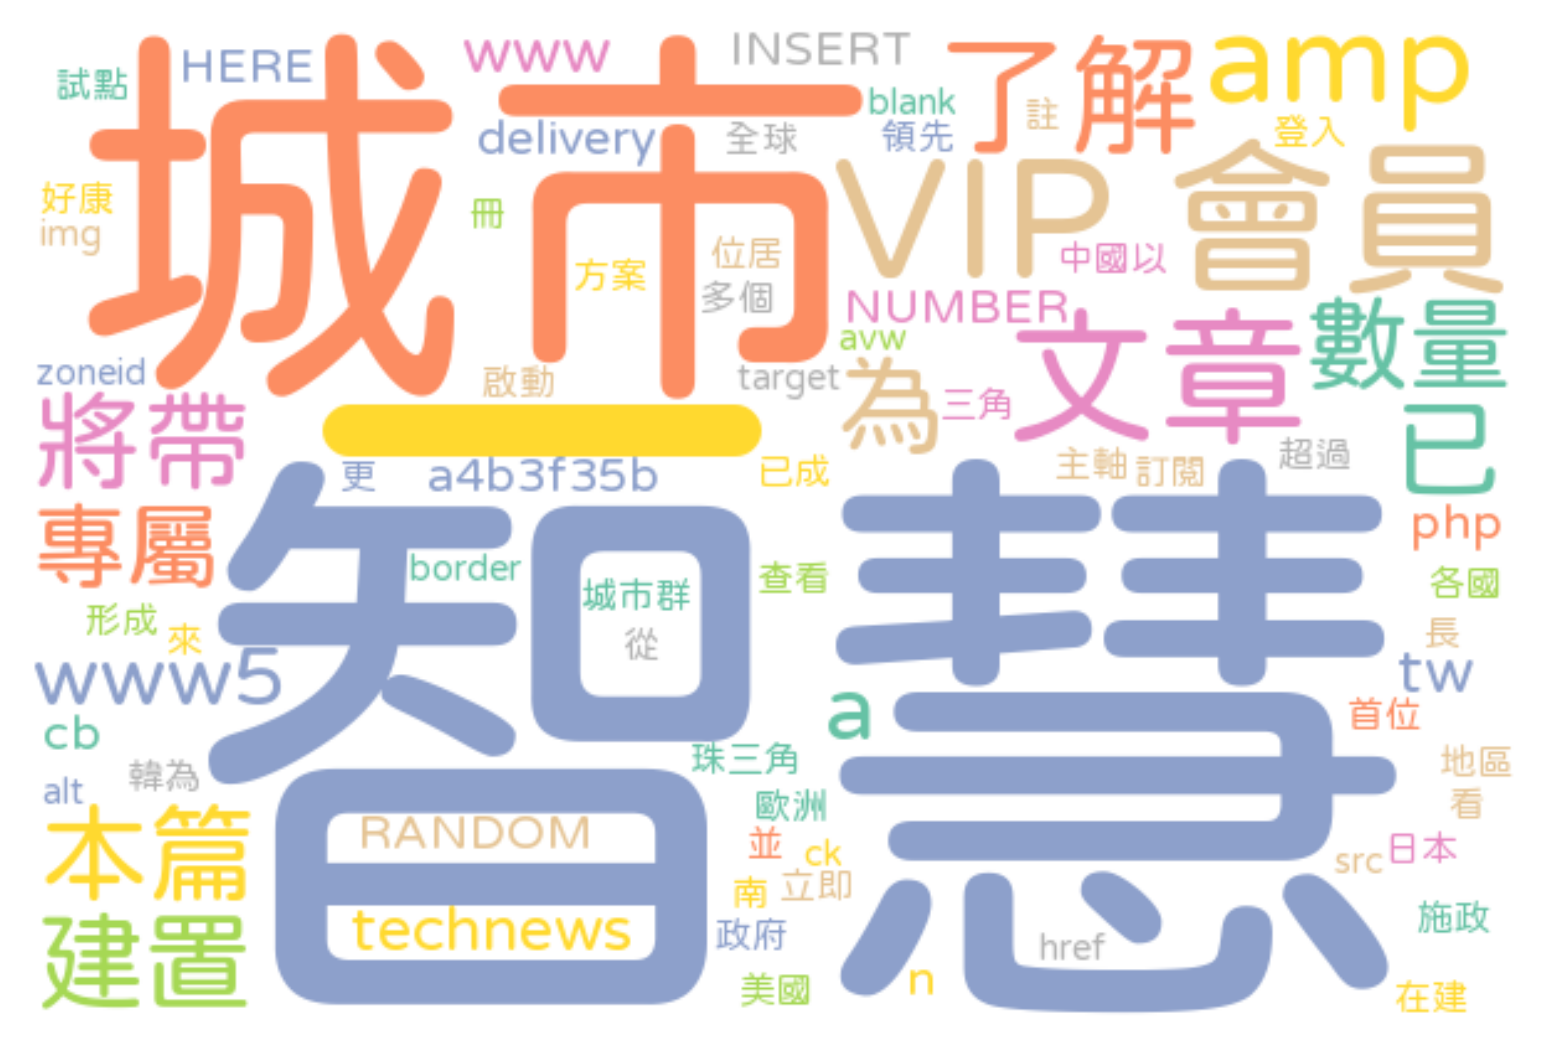 城市
HERE
www
INSERT
了解
amp
試點
blank
註
delivery
全球
領先
登入
VIP
會員
好康
img
冊
方案
位居
多個
中國以
NUMBER
avw
文章
數量
zoneid
啟動
target
為
三角
將帶
一
已
更
a4b3f35b
已成
主軸
訂閱
超過
智慧
專屬
border
城市群
從
查看
php
各國
形成
來
長
www5
a
tw
首位
cb
韓為
珠三角
地區
alt
歐洲
看
本篇
RANDOM
並
ck
src
日本
technews
南
立即
施政
建置
政府
href
美國
n
在建